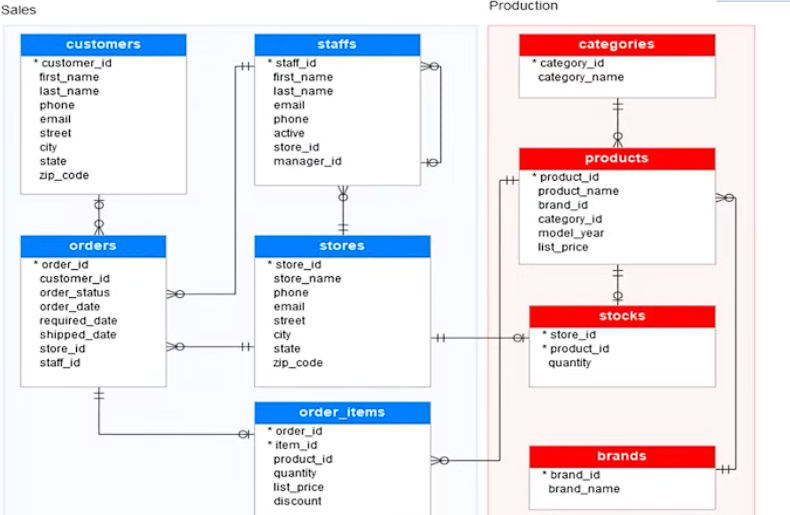 Sales
Production
customers
* customer_id
first_name
last_name
phone
email
street
city
state
zip_code
staffs
* staff_id
first_name
last_name
email
phone
active
store_id
manager_id
categories
* category_id
category_name
products
* product_id
product_name
brand_id
category_id
model_year
list_price
orders
* order_id
customer_id
order_status
order_date
required_date
shipped_date
store_id
staff_id
stores
* store_id
store_name
phone
email
street
city
state
zip_code
stocks
* store_id
* product_id
quantity
order_items
* order_id
* item_id
product_id
quantity
list_price
discount
brands
* brand_id
brand_name